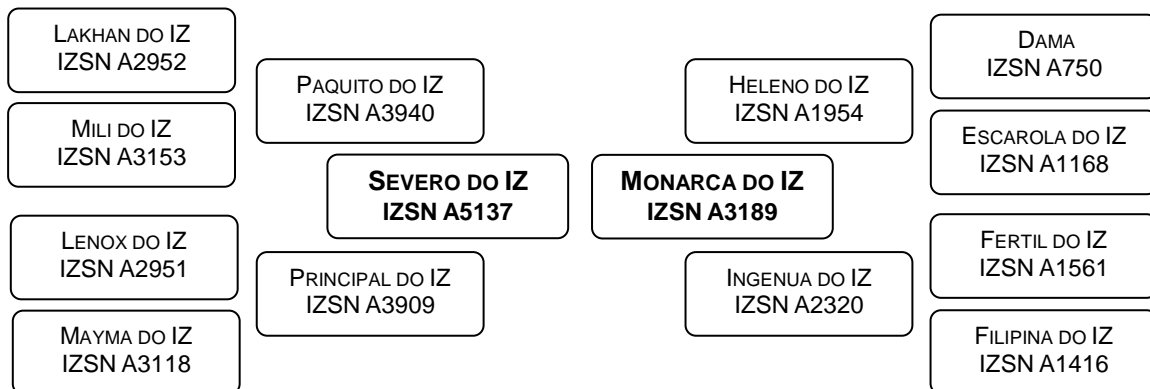 LAKHAN DO IZ
IZSN A2952
MILI DO IZ
IZSN A3153
LENOX DO IZ
IZSN A2951
MAYMA DO IZ
IZSN A3118
PAQUITO DO IZ
IZSN A3940
PRINCIPAL DO IZ
IZSN A3909
SEVERO DO IZ
IZSN A5137
MONARCA DO IZ
IZSN A3189
HELENO DO IZ
IZSN A1954
INGENUA DO IZ
IZSN A2320
DAMA
IZSN A750
ESCAROLA DO IZ
IZSN A1168
FERTIL DO IZ
IZSN A1561
FILIPINA DO IZ
IZSN A1416